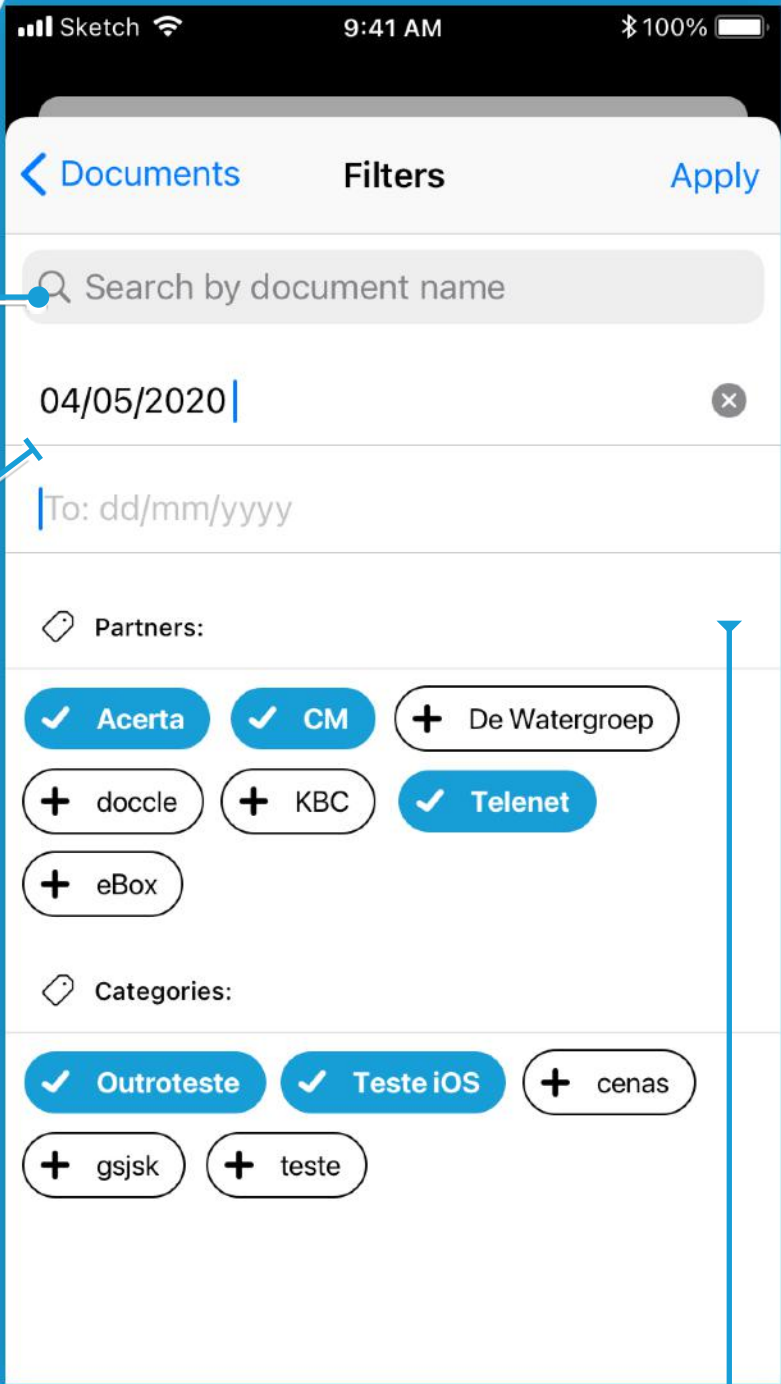 Sketch 9:41 AM 100%
Documents Filters Apply
Search by document name
04/05/2020
To: dd/mm/yyyy
Partners:
Acerta CM De Watergroep
doccle KBC Telenet
eBox
Categories:
Outroteste Teste iOS cenas
gsjsk teste